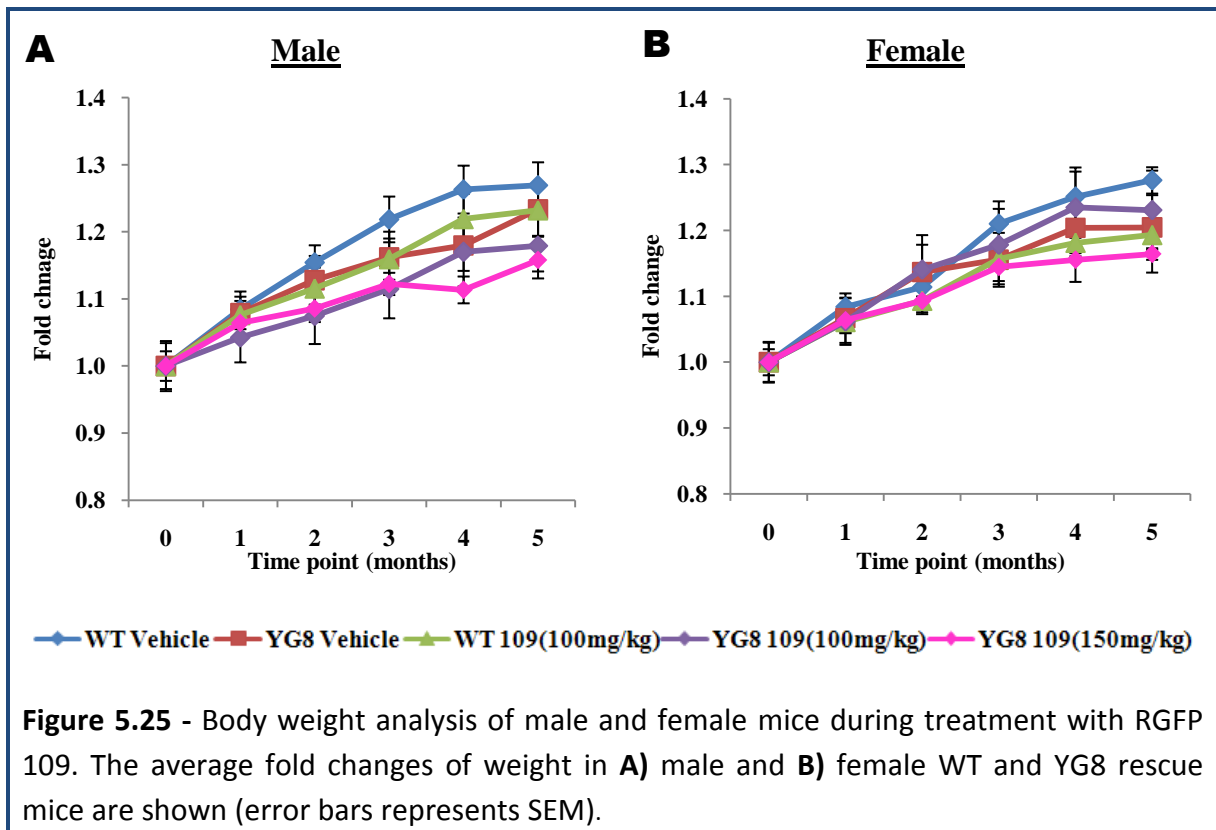 A
Male
1.4
1.3
1.2
1.1
1.0
0.9
0.8
Fold chnage
0 1 2 3 4 5
Time point (months)
B
Female
1.4
1.3
1.2
1.1
1.0
0.9
0.8
Fold change
0 1 2 3 4 5
Time point (months)
WT Vehicle YG8 Vehicle WT 109(100mg/kg) YG8 109(100mg/kg) YG8 109(150mg/kg)
Figure 5.25 - Body weight analysis of male and female mice during treatment with RGFP
109. The average fold changes of weight in A) male and B) female WT and YG8 rescue
mice are shown (error bars represents SEM).